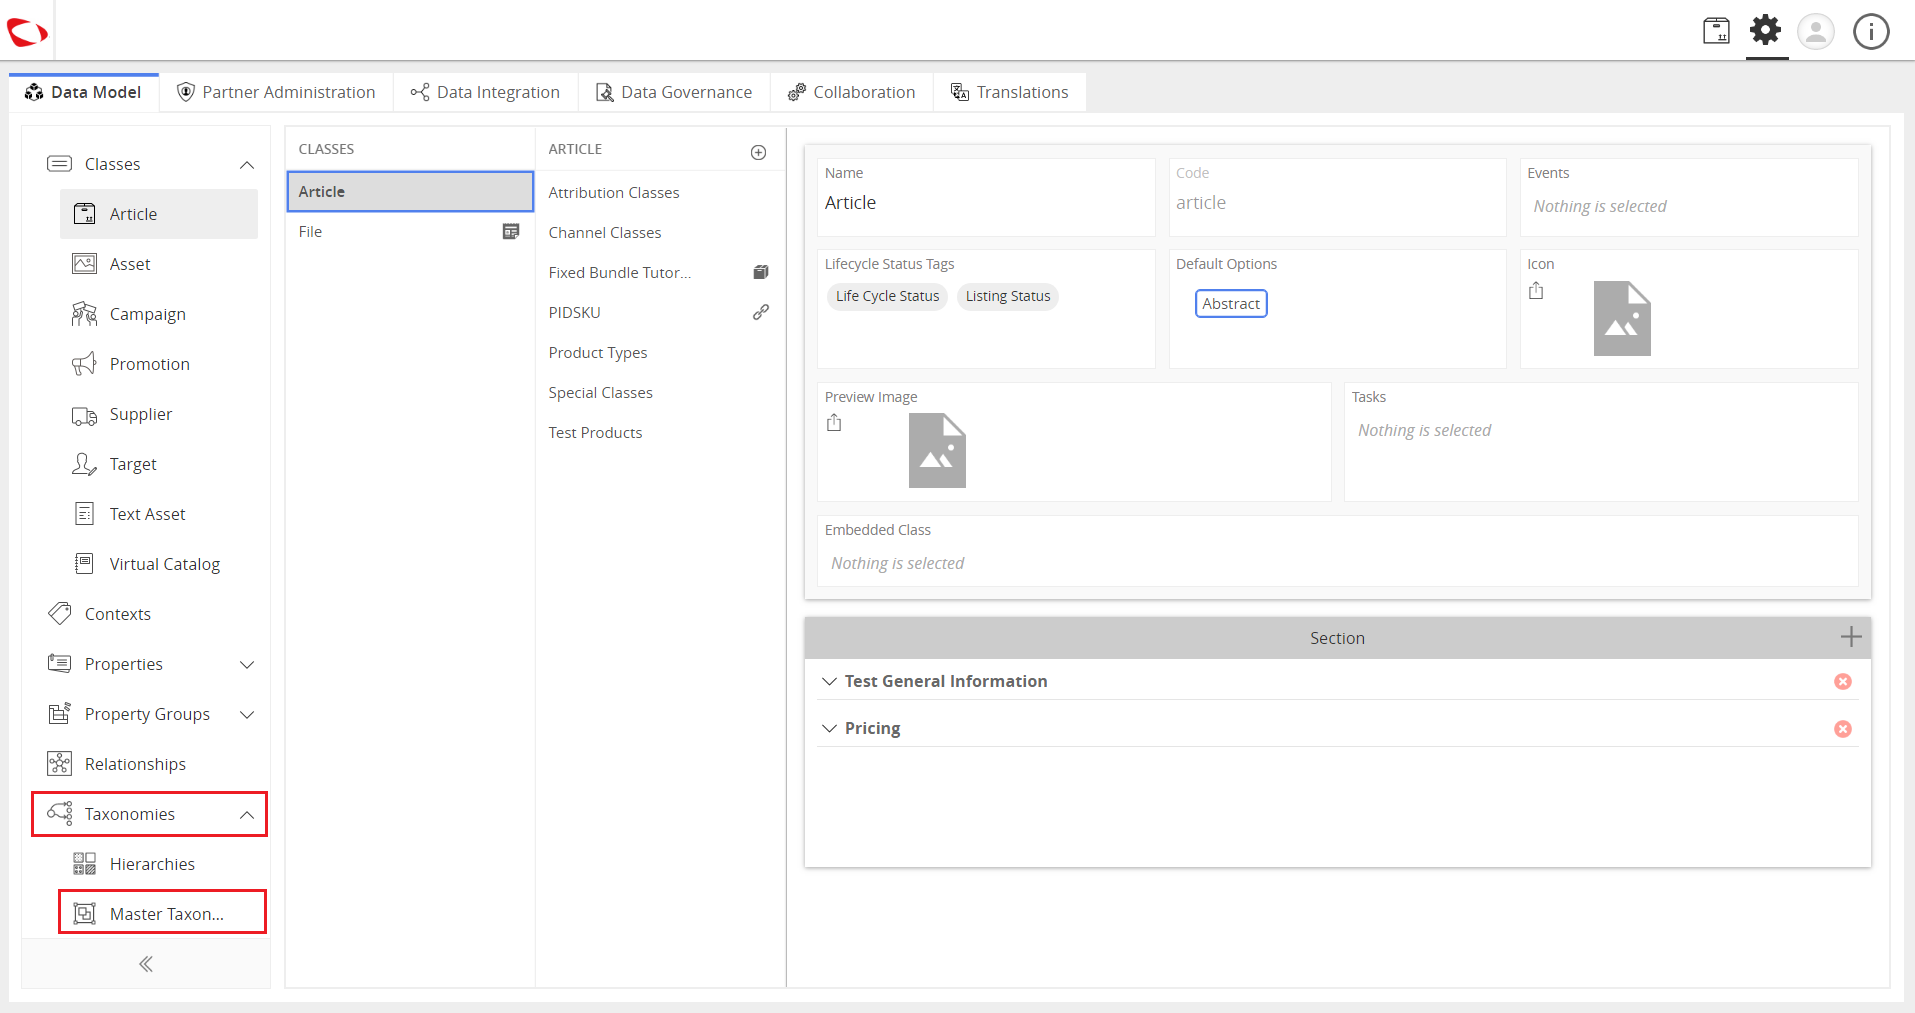 Data Model
Partner Administration
Data Integration
Data Governance
Collaboration
Translations
Classes
Article
Asset
Campaign
Promotion
Supplier
Target
Text Asset
Virtual Catalog
Contexts
Properties
Property Groups
Relationships
Taxonomies
Hierarchies
Master Taxon...
CLASSES
Article
File
ARTICLE
Attribution Classes
Channel Classes
Fixed Bundle Tutor...
PIDSKU
Product Types
Special Classes
Test Products
Name
Article
Code
article
Events
Nothing is selected
Lifecycle Status Tags
Life Cycle Status
Listing Status
Default Options
Abstract
Icon
Preview Image
Tasks
Nothing is selected
Embedded Class
Nothing is selected
Section
Test General Information
Pricing